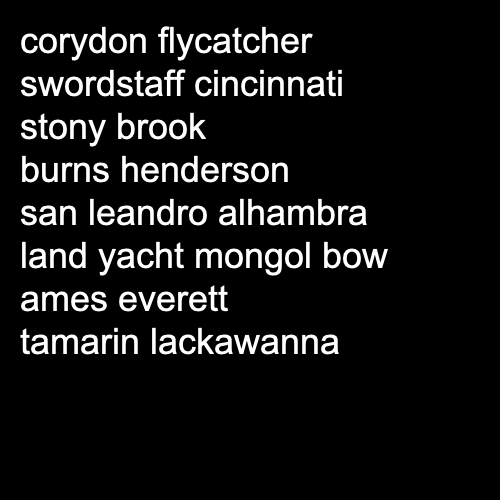 corydon flycatcher
swordstaff cincinnati
stony brook
burns henderson
san leandro alhambra
land yacht mongol bow
ames everett
tamarin lackawanna